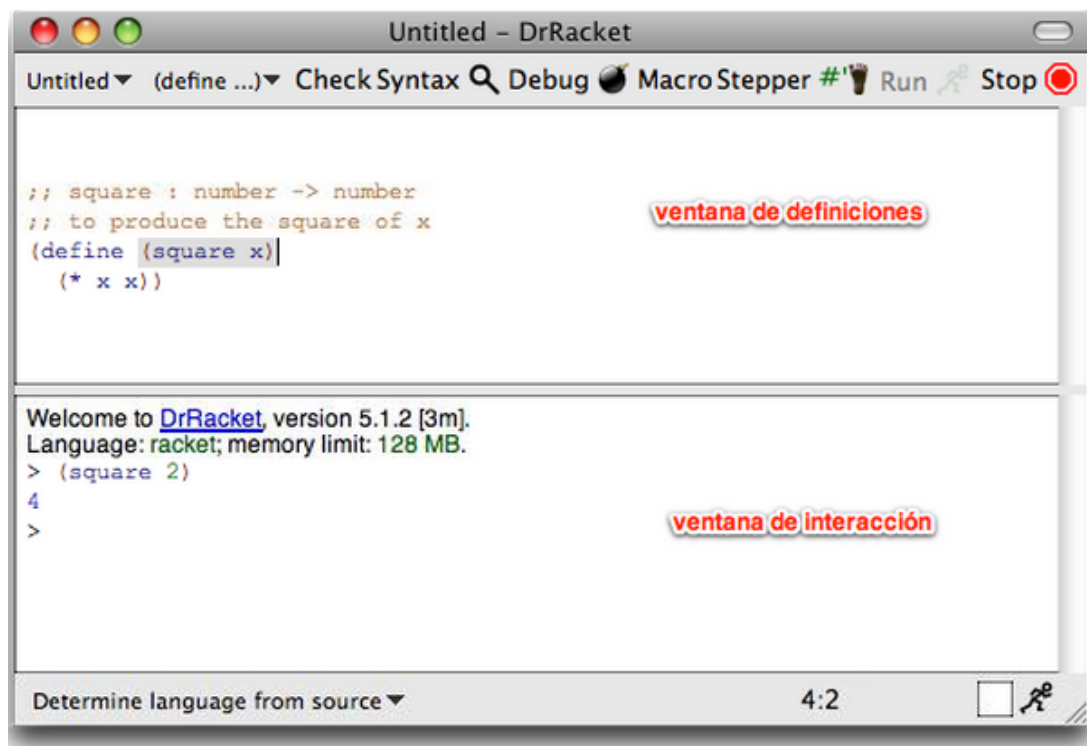 Untitled - DrRacket
Untitled (define ...) Check Syntax Debug Macro Stepper #' Run Stop
;; square : number -> number
;; to produce the square of x
(define (square x)
(* x x))
ventana de definiciones
Welcome to DrRacket, version 5.1.2 [3m].
Language: racket; memory limit: 128 MB.
> (square 2)
4
>
ventana de interacción
Determine language from source 4:2